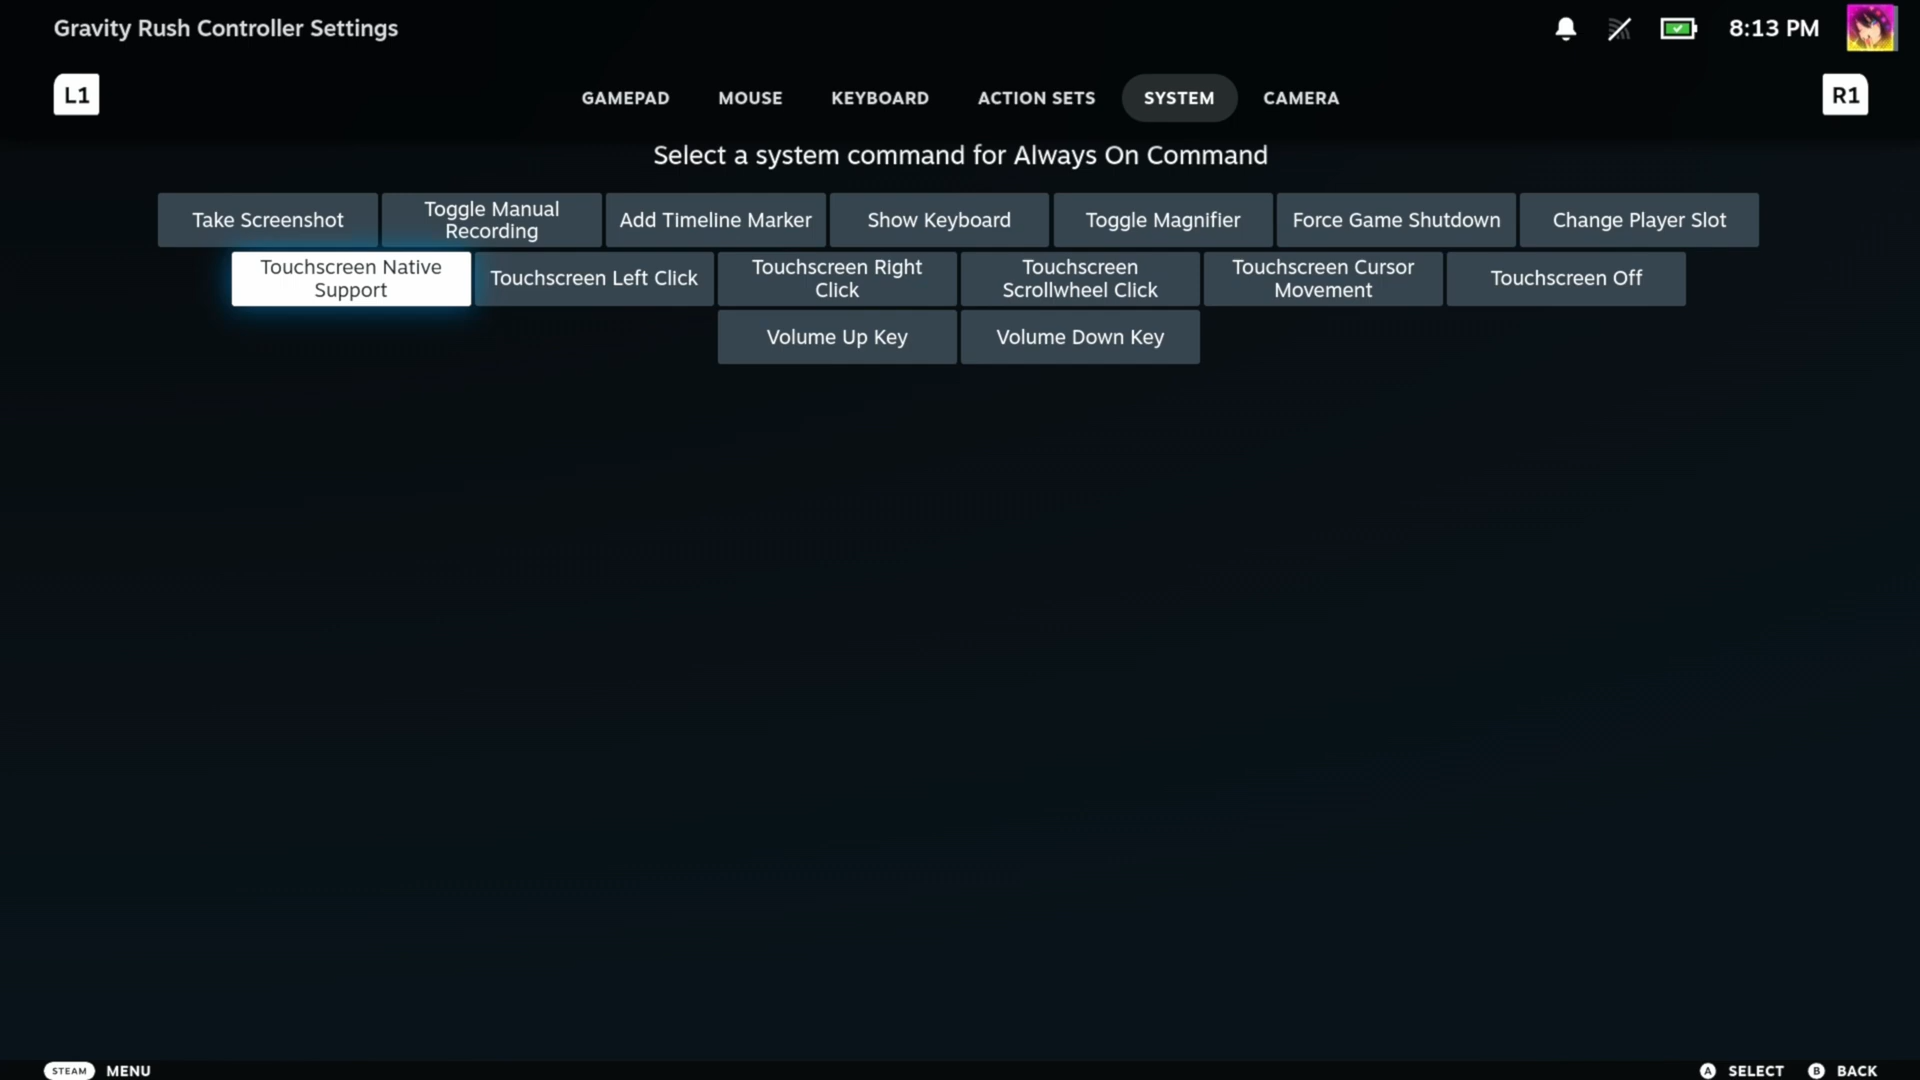 Gravity Rush Controller Settings
8:13 PM
L1
GAMEPAD
MOUSE
KEYBOARD
ACTION SETS
SYSTEM
CAMERA
R1
Select a system command for Always On Command
Take Screenshot
Toggle Manual
Recording
Add Timeline Marker
Show Keyboard
Toggle Magnifier
Force Game Shutdown
Change Player Slot
Touchscreen Native
Support
Touchscreen Left Click
Touchscreen Right
Click
Touchscreen
Scrollwheel Click
Touchscreen Cursor
Movement
Touchscreen Off
Volume Up Key
Volume Down Key
STEAM MENU
A SELECT
B BACK